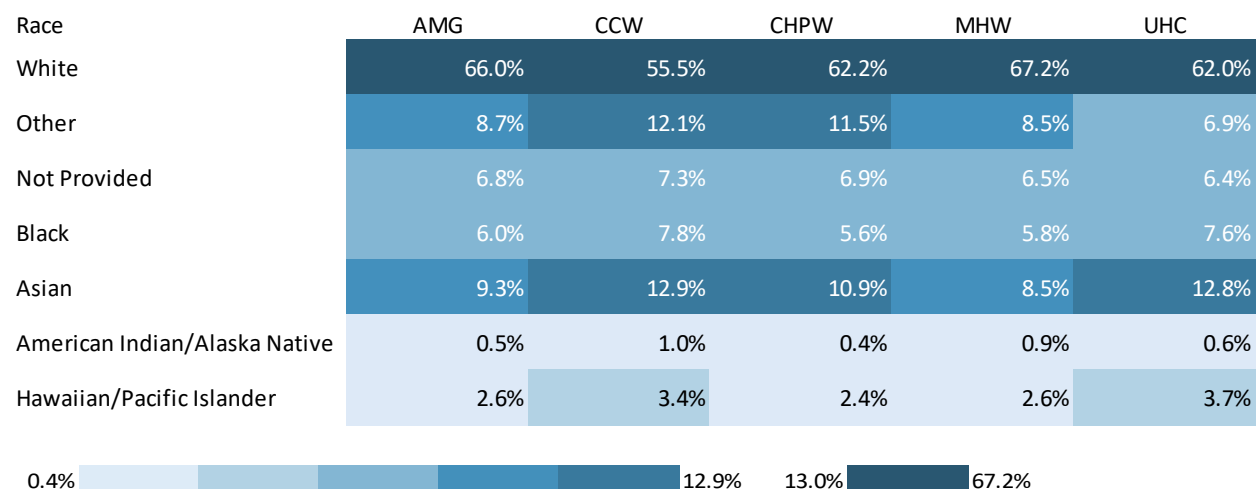 Race AMG CCW CHPW MHW UHC
White 66.0% 55.5% 62.2% 67.2% 62.0%
Other 8.7% 12.1% 11.5% 8.5% 6.9%
Not Provided 6.8% 7.3% 6.9% 6.5% 6.4%
Black 6.0% 7.8% 5.6% 5.8% 7.6%
Asian 9.3% 12.9% 10.9% 8.5% 12.8%
American Indian/Alaska Native 0.5% 1.0% 0.4% 0.9% 0.6%
Hawaiian/Pacific Islander 2.6% 3.4% 2.4% 2.6% 3.7%
0.4% 12.9% 13.0% 67.2%